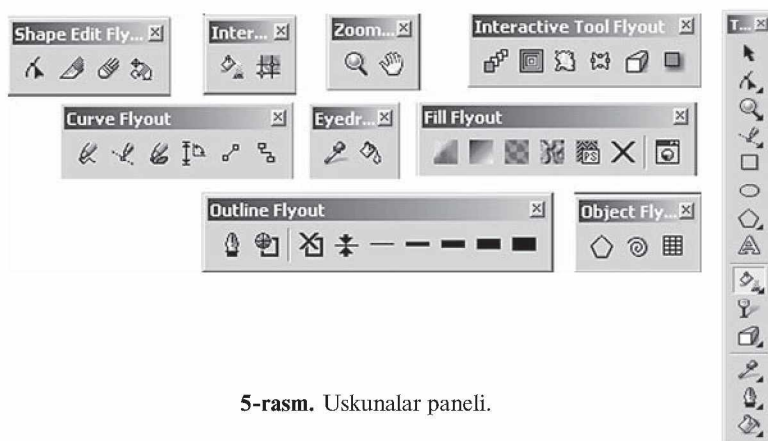 Shape Edit Fly...
Inter...
Zoom...
Interactive Tool Flyout
T...
Curve Flyout
Eyedr...
Fill Flyout
PS
Outline Flyout
Object Fly...
5-rasm. Uskunalar paneli.